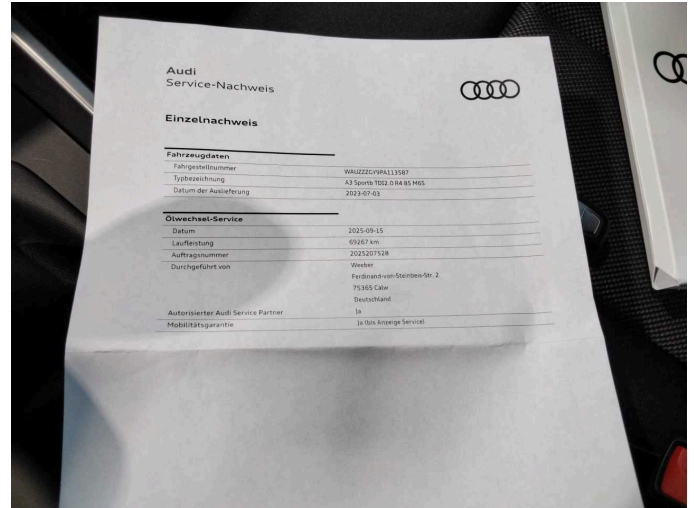 Audi
Service-Nachweis
Einzelnachweis
Fahrzeugdaten
Fahrgestellnummer WAUZZZGY9PA113587
Typbezeichnung A3 Sportb TDI2.0 R4 85 M6S
Datum der Auslieferung 2023-07-03
Ölwechsel-Service
Datum 2025-09-15
Laufleistung 69267 km
Auftragsnummer 2025207528
Durchgeführt von Weeber
Ferdinand-von-Steinbeis-Str. 2
75365 Calw
Deutschland
Autorisierter Audi Service Partner Ja
Mobilitätsgarantie Ja (bis Anzeige Service)